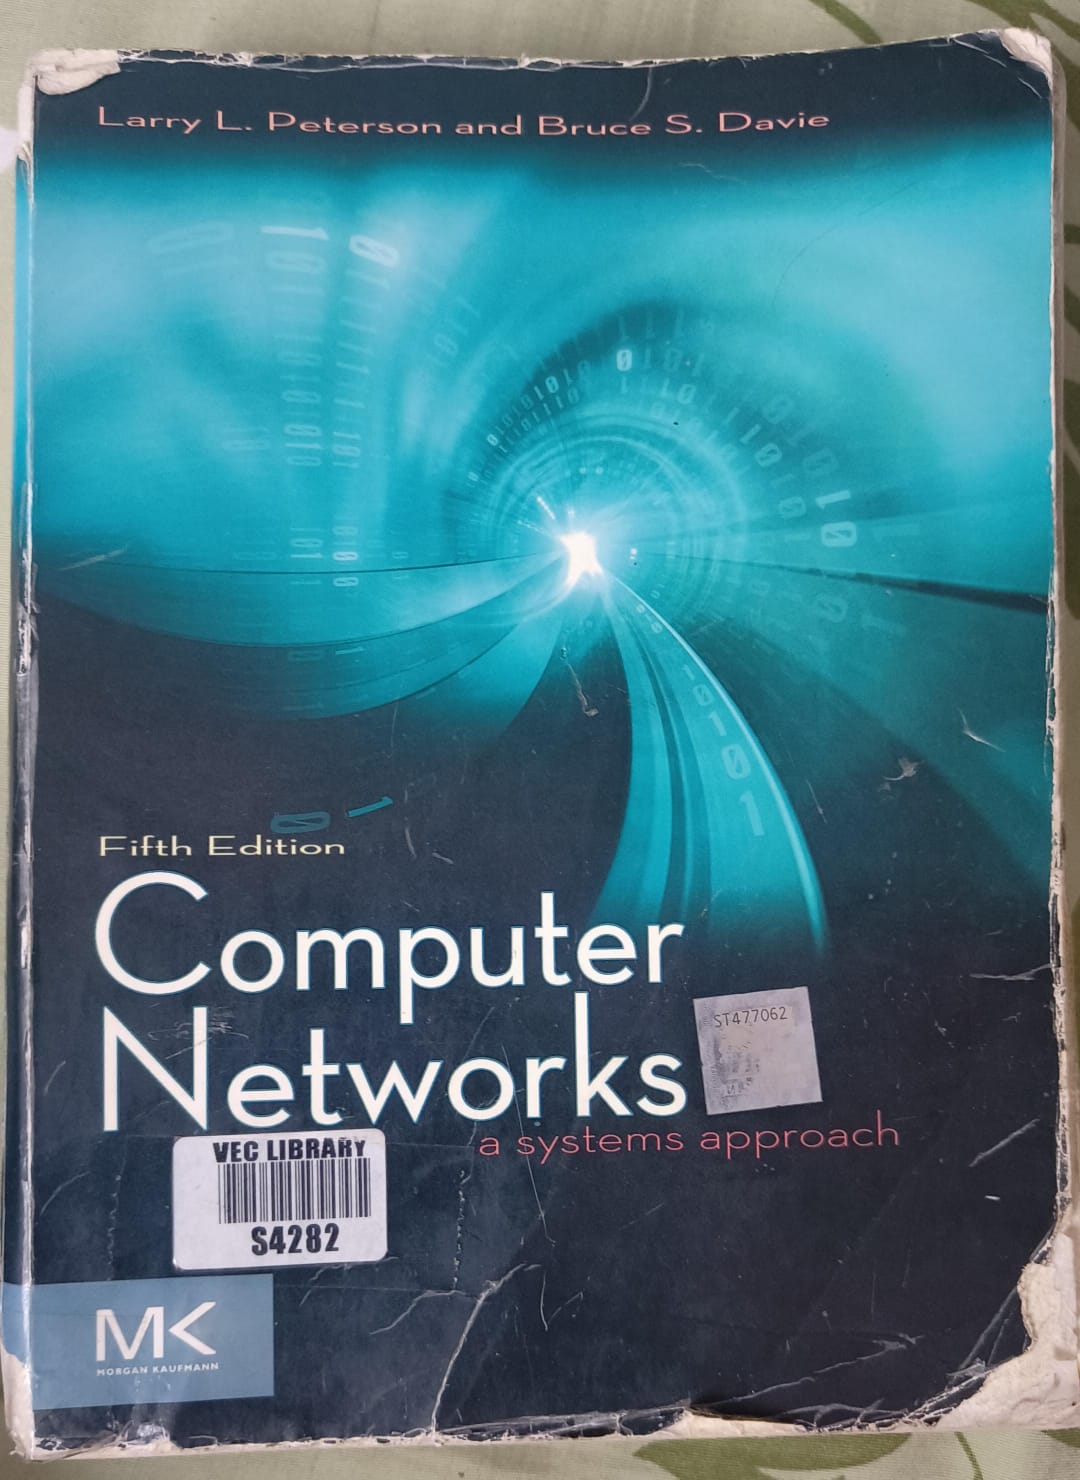 Larry L. Peterson and Bruce S. Davie
Fifth Edition
Computer
Networks
a systems approach
ST477062
VEC LIBRARY
S4282
MK
MORGAN KAUFMANN